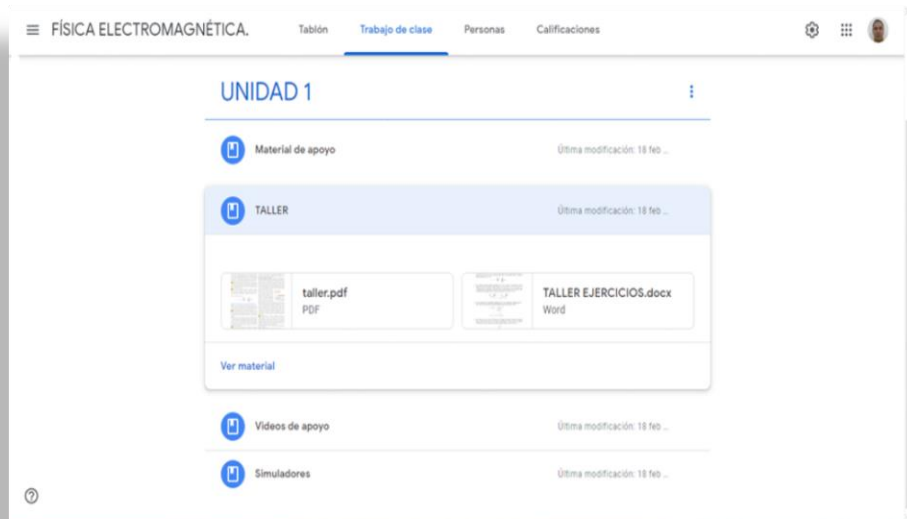 FÍSICA ELECTROMAGNÉTICA.
Tablón
Trabajo de clase
Personas
Calificaciones
UNIDAD 1
Material de apoyo
Última modificación: 18 feb ...
TALLER
Última modificación: 18 feb ...
taller.pdf
PDF
TALLER EJERCICIOS.docx
Word
Ver material
Videos de apoyo
Última modificación: 18 feb ...
Simuladores
Última modificación: 18 feb ...